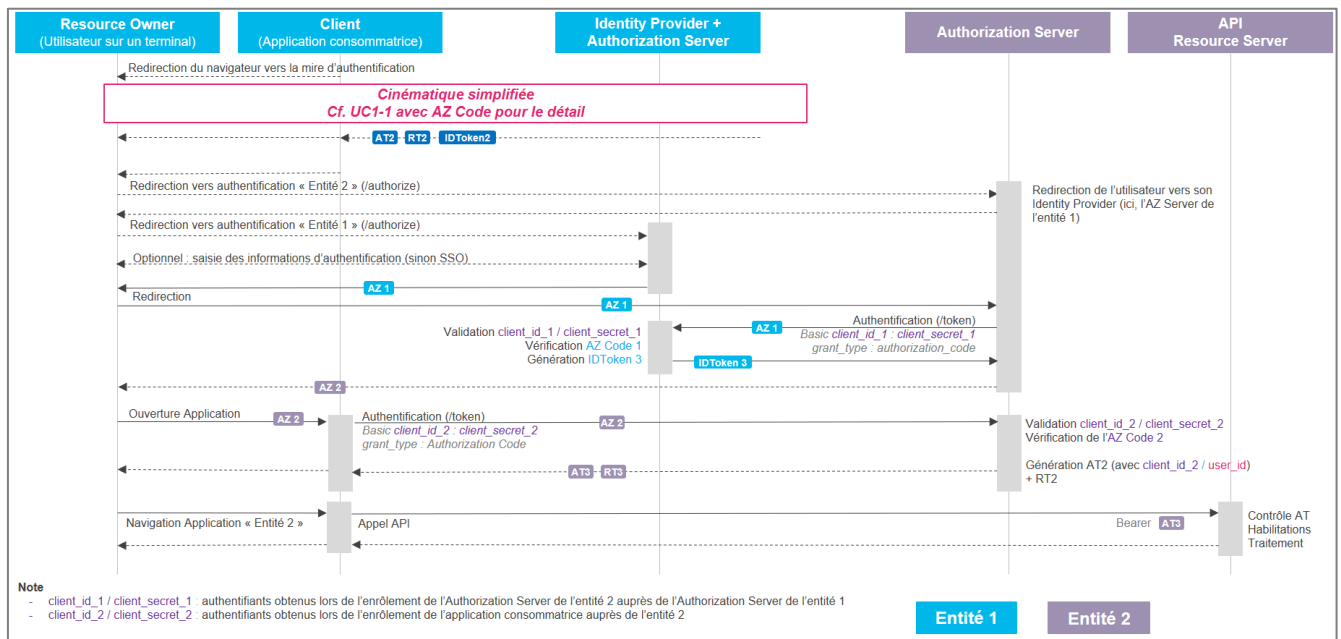 Resource Owner
(Utilisateur sur un terminal)
Client
(Application consommatrice)
Identity Provider +
Authorization Server
Authorization Server
API
Resource Server
Redirection du navigateur vers la mire d'authentification
Cinématique simplifiée
Cf. UC1-1 avec AZ Code pour le détail
AT2 RT2 IDToken2
Redirection vers authentification « Entité 2 » (/authorize)
Redirection de l'utilisateur vers son
Identity Provider (ici, l'AZ Server de
l'entité 1)
Redirection vers authentification « Entité 1 » (/authorize)
Optionnel : saisie des informations d'authentification (sinon SSO)
AZ 1
Redirection
AZ 1
Authentification (/token)
AZ 1
Basic client_id_1 : client_secret_1
grant_type : authorization_code
Validation client_id_1 / client_secret_1
Vérification AZ Code 1
Génération IDToken 3
IDToken 3
AZ 2
Ouverture Application
AZ 2
Authentification (/token)
Basic client_id_2 : client_secret_2
grant_type : Authorization Code
AZ 2
Validation client_id_2 / client_secret_2
Vérification de l'AZ Code 2
Génération AT2 (avec client_id_2 / user_id)
+ RT2
AT3 RT3
Navigation Application « Entité 2 »
Appel API
Bearer AT3
Contrôle AT
Habilitations
Traitement
Note
- client_id_1 / client_secret_1 : authentifiants obtenus lors de l'enrôlement de l'Authorization Server de l'entité 2 auprès de l'Authorization Server de l'entité 1
- client_id_2 / client_secret_2 : authentifiants obtenus lors de l'enrôlement de l'application consommatrice auprès de l'entité 2
Entité 1
Entité 2